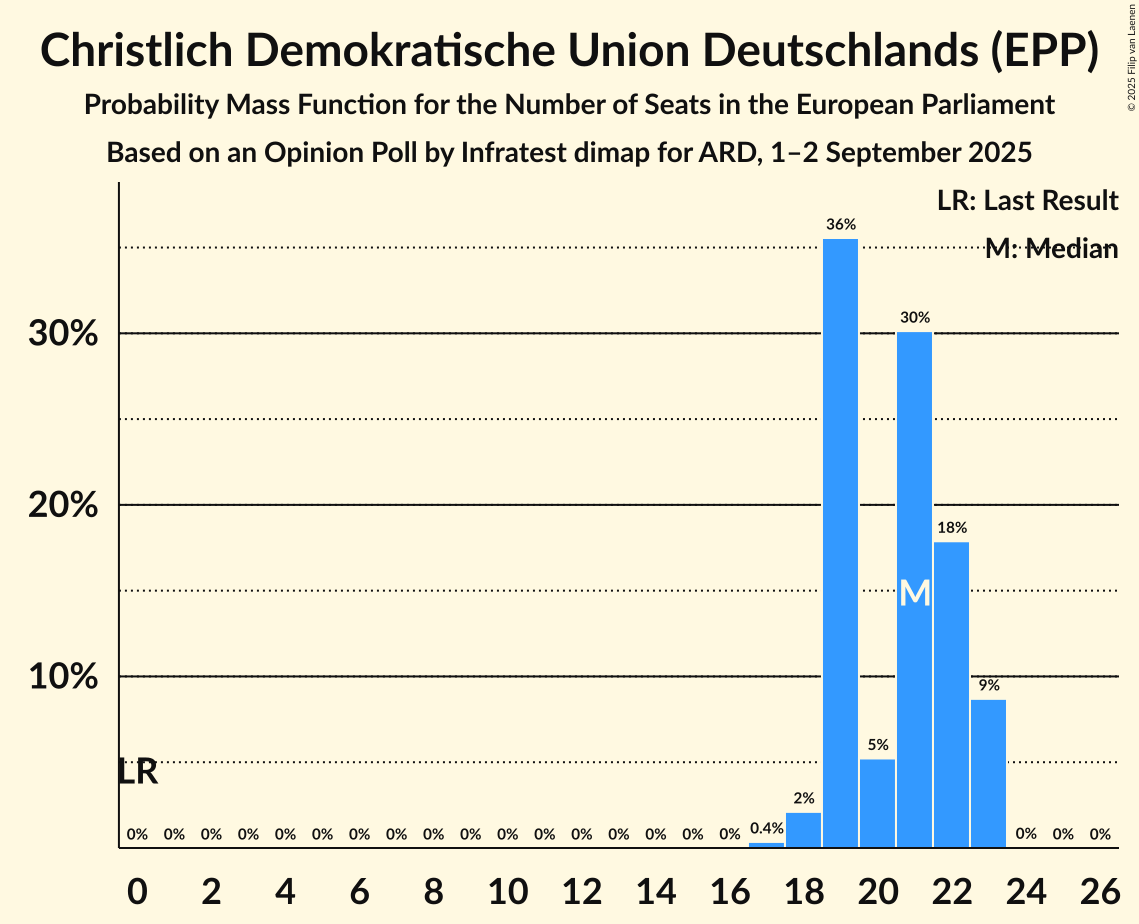 Christlich Demokratische Union Deutschlands (EPP)
Probability Mass Function for the Number of Seats in the European Parliament
Based on an Opinion Poll by Infratest dimap for ARD, 1–2 September 2025
© 2025 Filip van Laenen
LR: Last Result
M: Median
36%
30%
30%
20%
18%
M
10%
9%
5%
LR
2%
0% 0% 0% 0% 0% 0% 0% 0% 0% 0% 0% 0% 0% 0% 0% 0% 0% 0.4% 0% 0% 0%
0 2 4 6 8 10 12 14 16 18 20 22 24 26